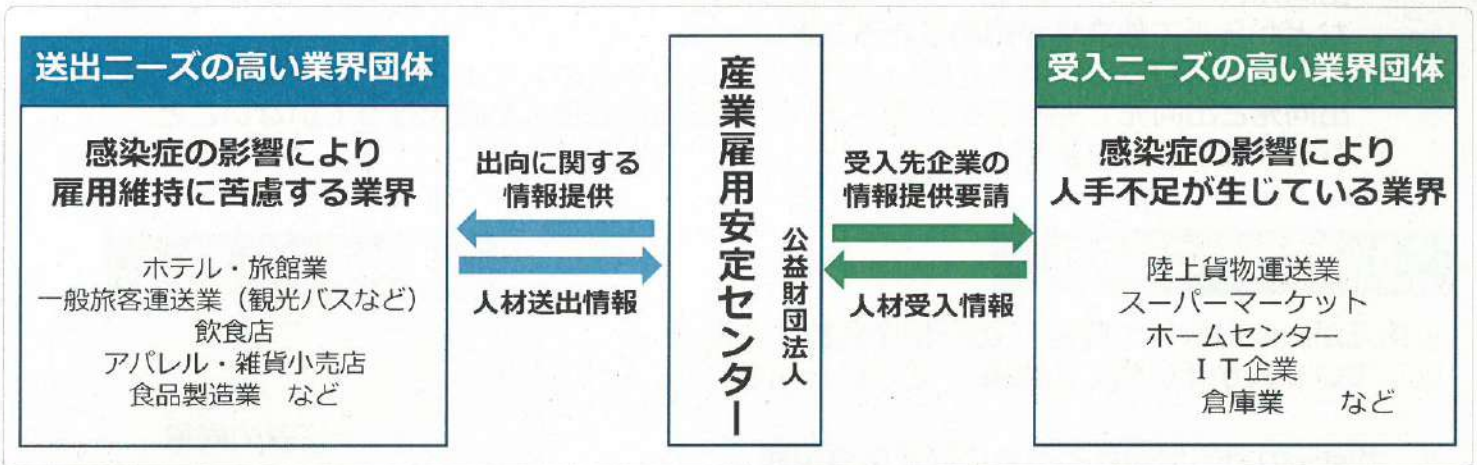 送出ニーズの高い業界団体
感染症の影響により
雇用維持に苦慮する業界
ホテル・旅館業
一般旅客運送業（観光バスなど）
飲食店
アパレル・雑貨小売店
食品製造業　など
出向に関する
情報提供
人材送出情報
公益財団法人
産業雇用安定センター
受入先企業の
情報提供要請
人材受入情報
受入ニーズの高い業界団体
感染症の影響により
人手不足が生じている業界
陸上貨物運送業
スーパーマーケット
ホームセンター
ＩＴ企業
倉庫業　　など